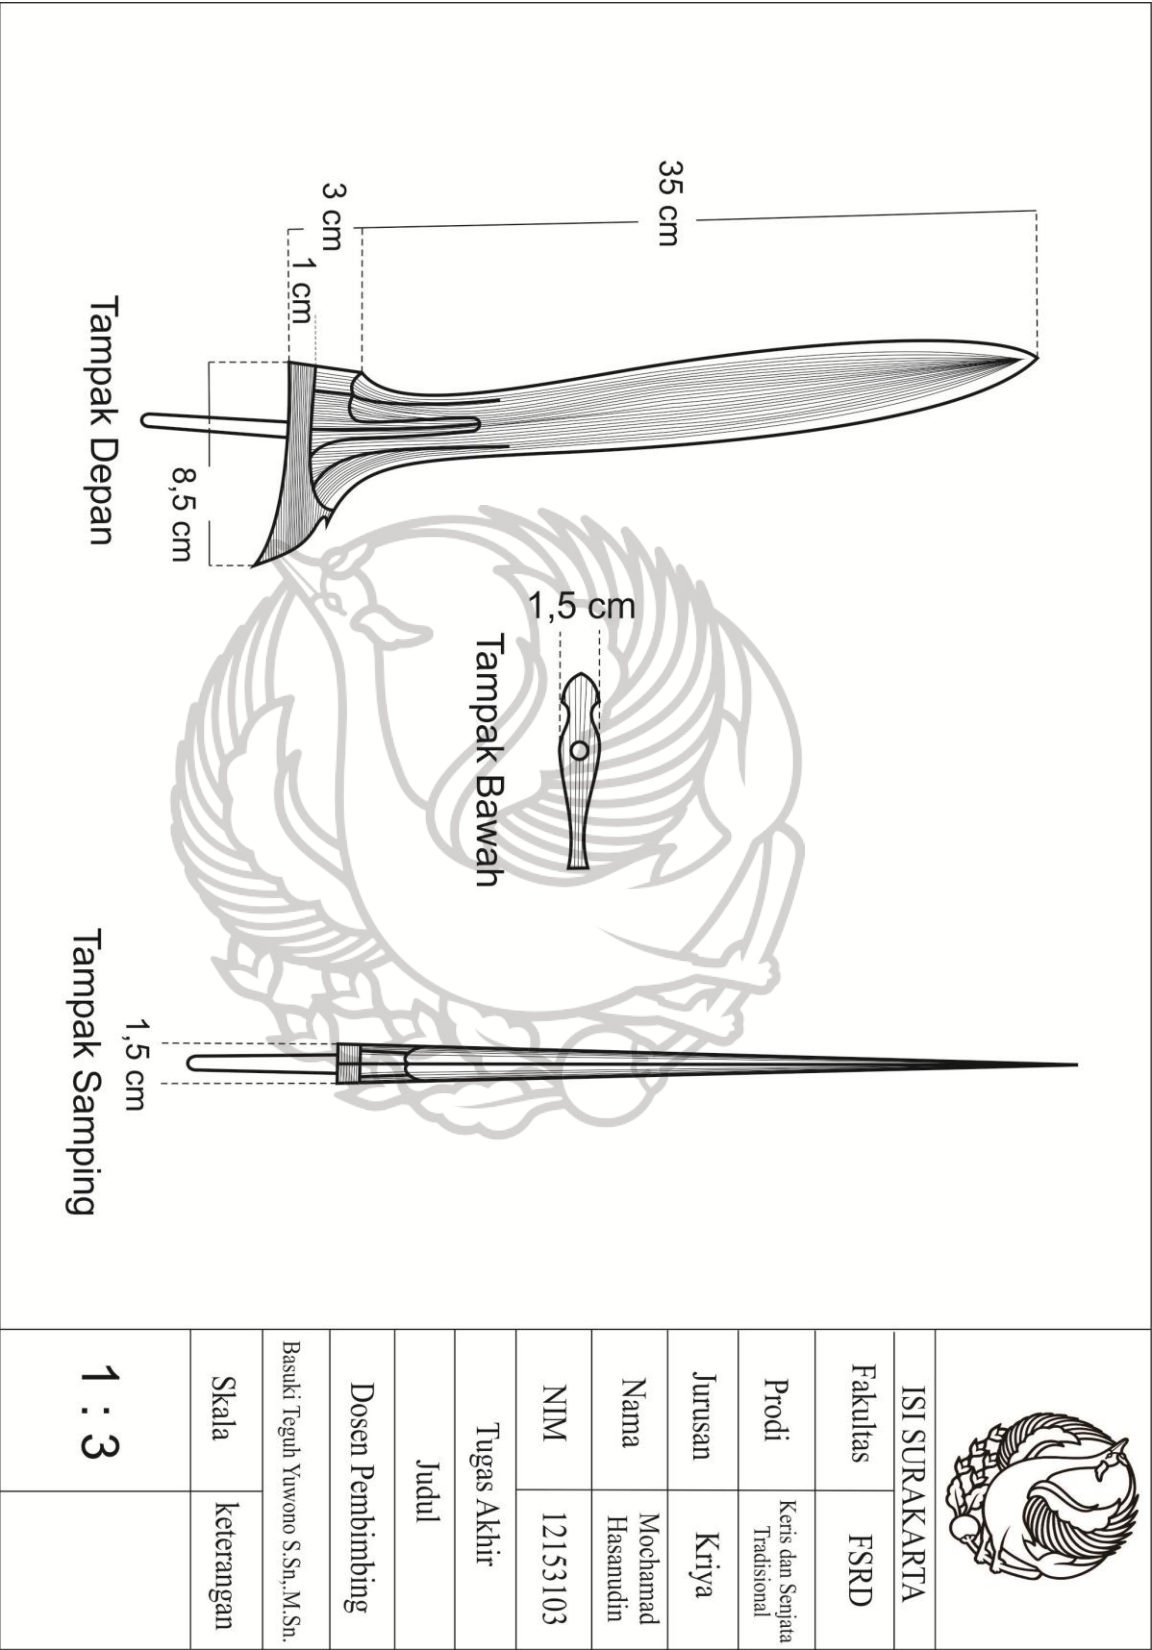 35 cm
3 cm
1 cm
8,5 cm
Tampak Depan
1,5 cm
Tampak Bawah
1,5 cm
Tampak Samping
ISI SURAKARTA
Fakultas FSRD
Prodi Keris dan Senjata
Tradisional
Jurusan Kriya
Nama Mochamad
Hasanudin
NIM 12153103
Tugas Akhir
Judul
Dosen Pembimbing
Basuki Teguh Yuwono S.Sn,.M.Sn.
Skala keterangan
1 : 3